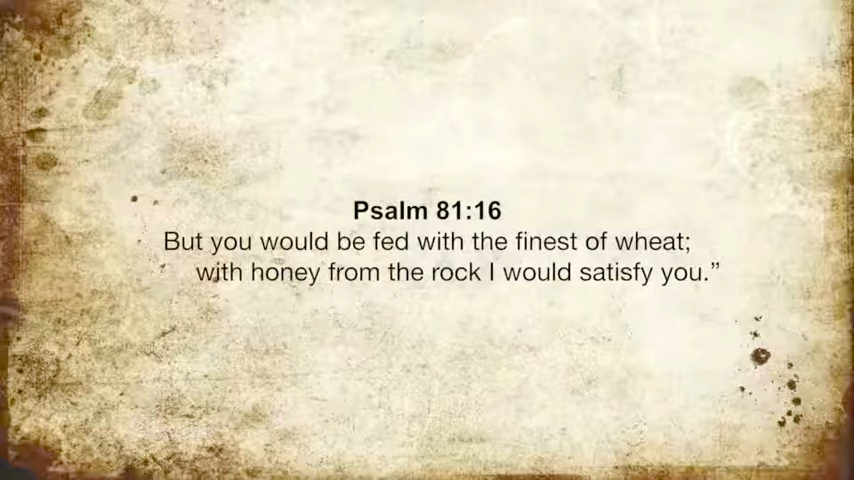 Psalm 81:16
But you would be fed with the finest of wheat;
with honey from the rock I would satisfy you.”